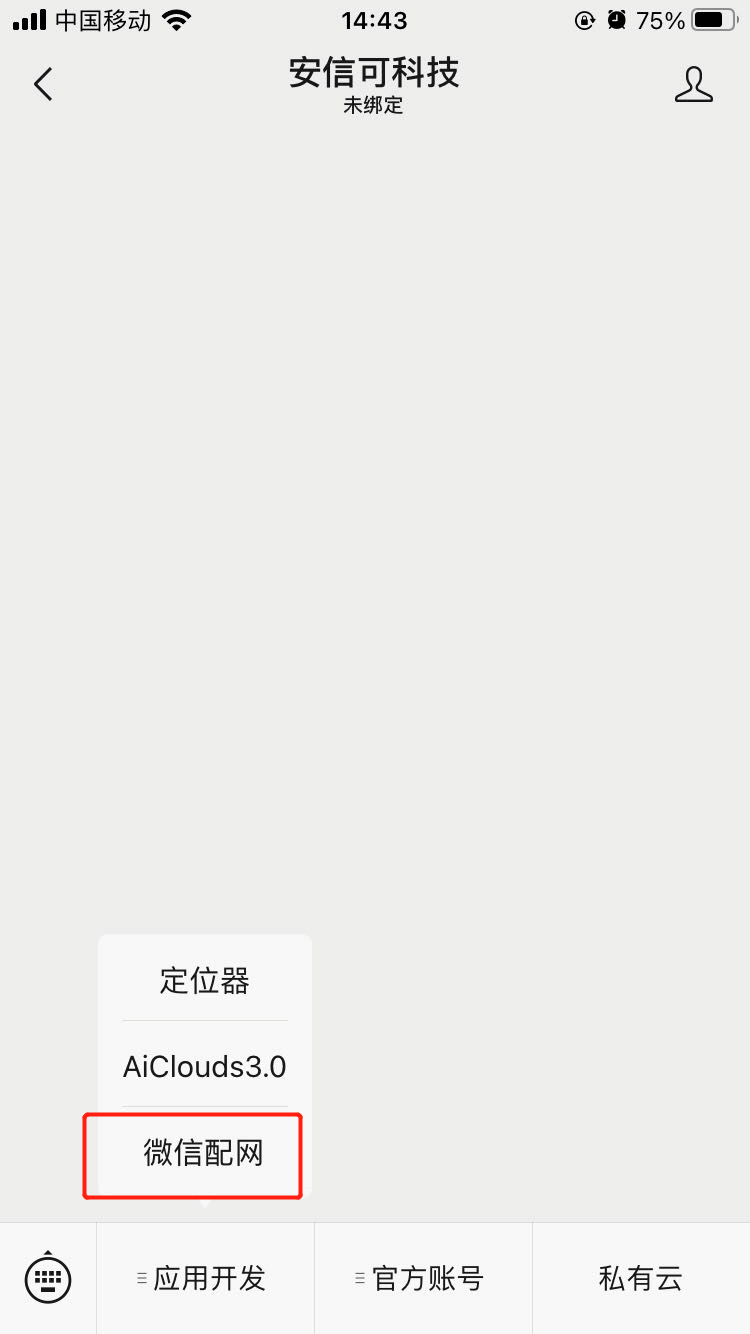 中国移动 14:43 75%
安信可科技
未绑定
定位器
AiClouds3.0
微信配网
应用开发 官方账号 私有云